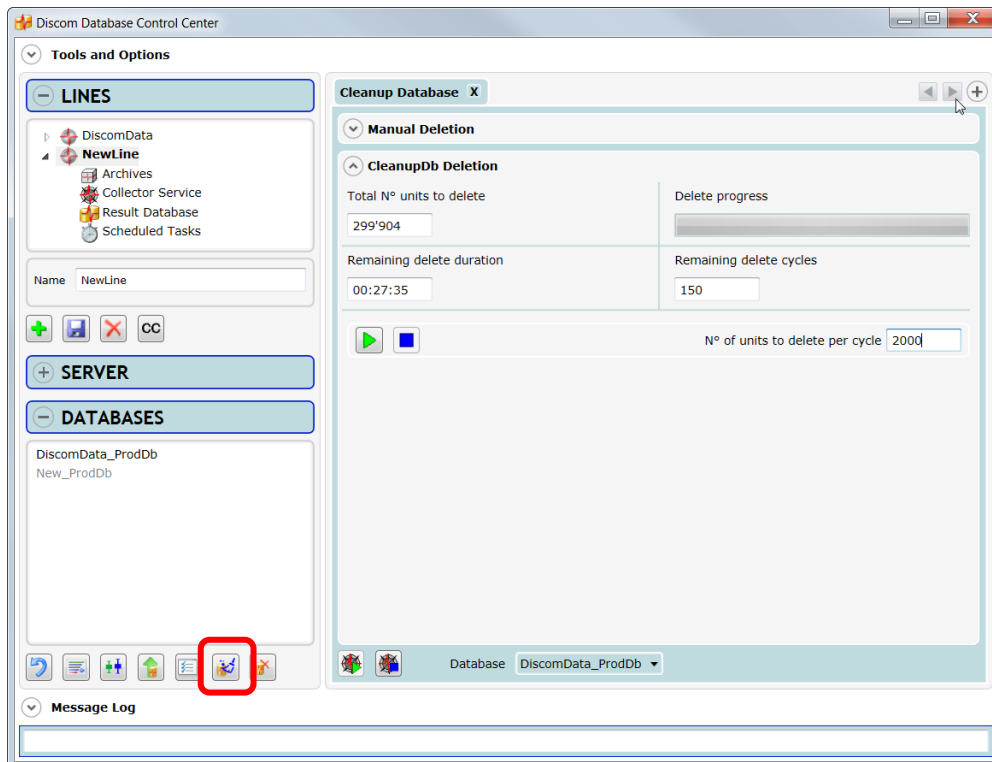 Discom Database Control Center
Tools and Options
LINES
DiscomData
NewLine
Archives
Collector Service
Result Database
Scheduled Tasks
Name NewLine
CC
SERVER
DATABASES
DiscomData_ProdDb
New_ProdDb
Cleanup Database X
Manual Deletion
CleanupDb Deletion
Total N° units to delete
299'904
Delete progress
Remaining delete duration
00:27:35
Remaining delete cycles
150
N° of units to delete per cycle 2000
Database DiscomData_ProdDb
Message Log